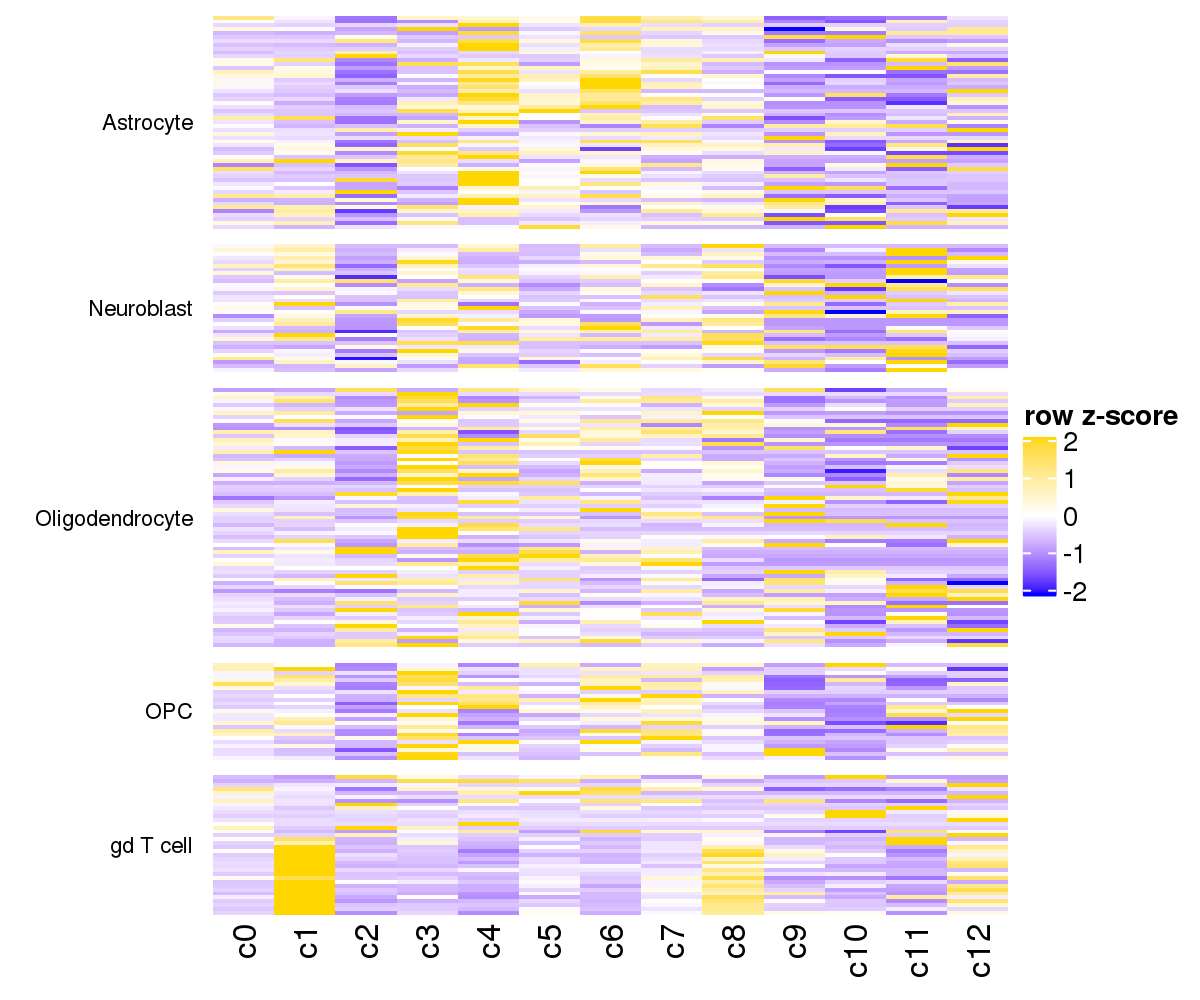 Astrocyte
Neuroblast
Oligodendrocyte
OPC
gd T cell
row z-score
2
1
0
-1
-2
c0 c1 c2 c3 c4 c5 c6 c7 c8 c9 c10 c11 c12